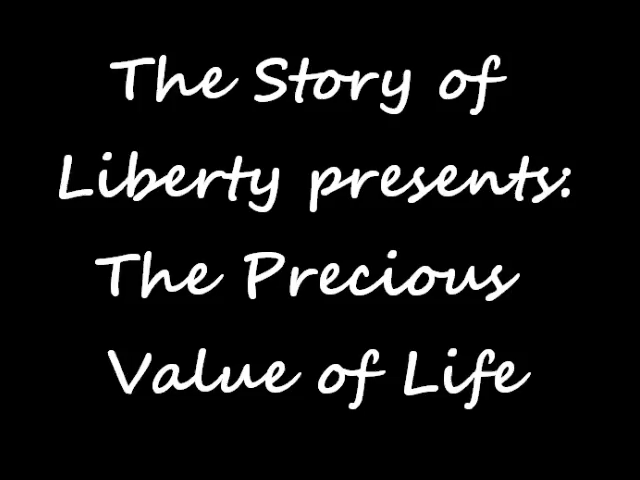 The Story of
Liberty presents:
The Precious
Value of Life